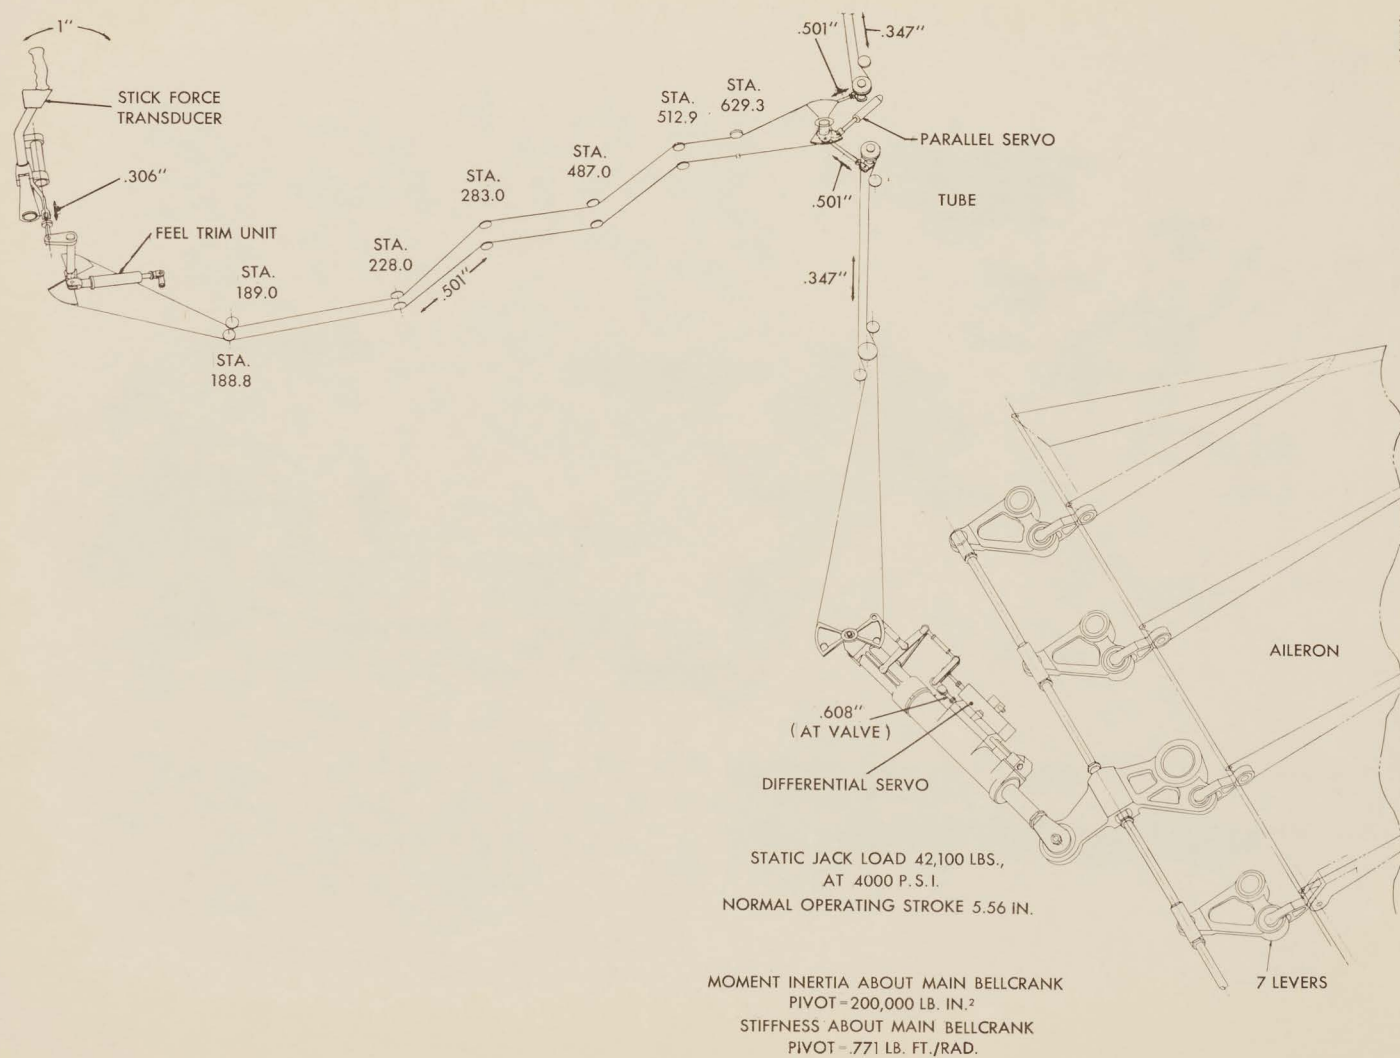 1"
STICK FORCE
TRANSDUCER
.306"
FEEL TRIM UNIT
STA.
189.0
STA.
188.8
STA.
228.0
.501"
STA.
283.0
STA.
487.0
STA.
512.9
STA.
629.3
.501"
.347"
PARALLEL SERVO
.501"
TUBE
.347"
AILERON
.608"
(AT VALVE)
DIFFERENTIAL SERVO
STATIC JACK LOAD 42,100 LBS.,
AT 4000 P.S.I.
NORMAL OPERATING STROKE 5.56 IN.
7 LEVERS
MOMENT INERTIA ABOUT MAIN BELLCRANK
PIVOT=200,000 LB. IN.²
STIFFNESS ABOUT MAIN BELLCRANK
PIVOT=.771 LB. FT./RAD.